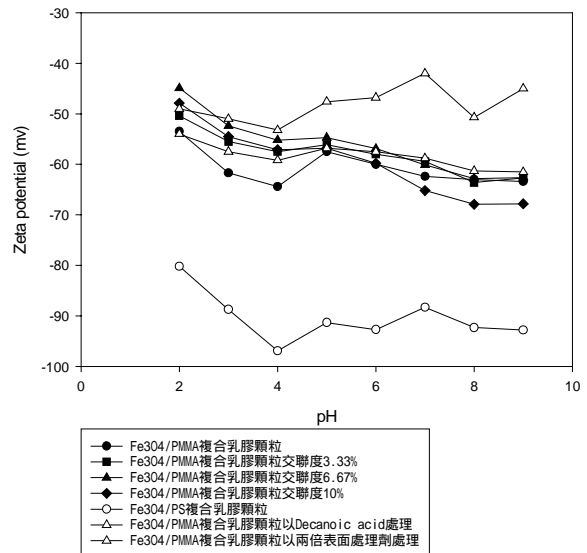 -30
-40
-50
-60
-70
-80
-90
-100
Zeta potential (mv)
0 2 4 6 8 10
pH
Fe3O4/PMMA複合乳膠顆粒
Fe3O4/PMMA複合乳膠顆粒交聯度3.33%
Fe3O4/PMMA複合乳膠顆粒交聯度6.67%
Fe3O4/PMMA複合乳膠顆粒交聯度10%
Fe3O4/PS複合乳膠顆粒
Fe3O4/PMMA複合乳膠顆粒以Decanoic acid處理
Fe3O4/PMMA複合乳膠顆粒以兩倍表面處理劑處理